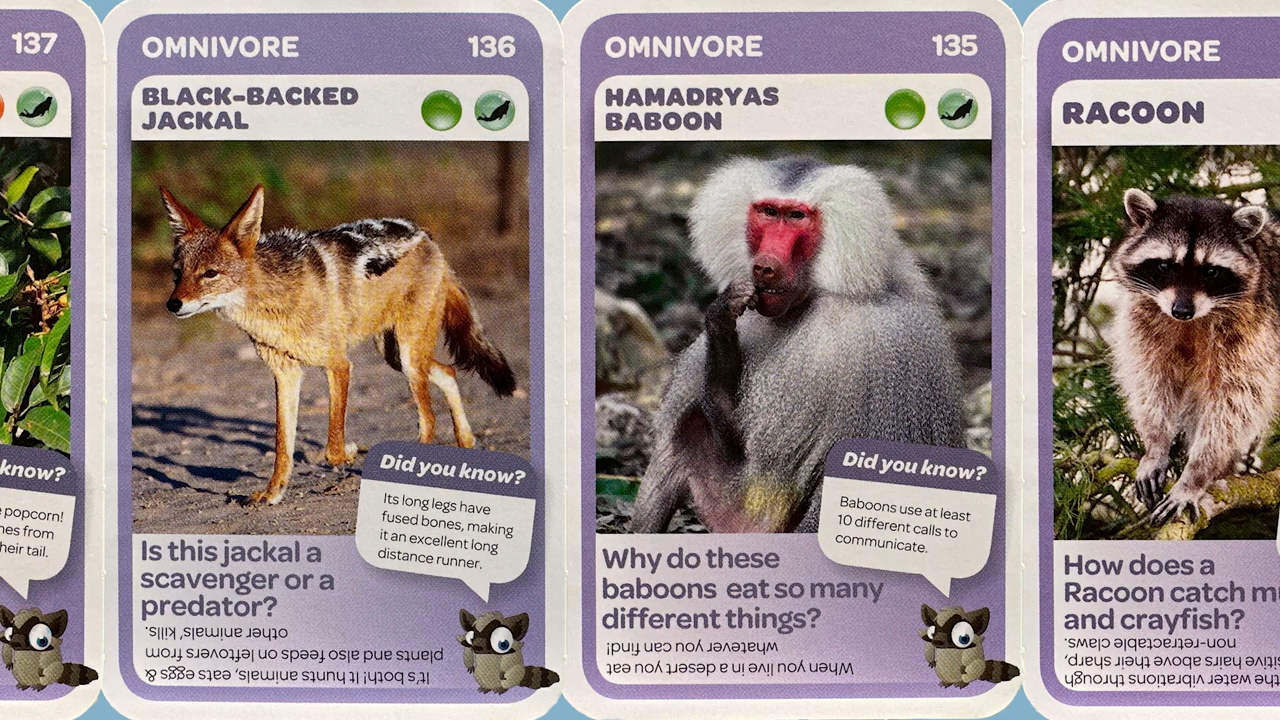 137
know?
popcorn!
es from
heir tail.
OMNIVORE 136
BLACK-BACKED
JACKAL
Did you know?
Its long legs have
fused bones, making
it an excellent long
distance runner.
Is this jackal a
scavenger or a
predator?
It's both! It hunts animals, eats eggs &
plants and also feeds on leftovers from
other animals' kills.
OMNIVORE 135
HAMADRYAS
BABOON
Did you know?
Baboons use at least
10 different calls to
communicate.
Why do these
baboons eat so many
different things?
When you live in a desert you eat
whatever you can find!
OMNIVORE
RACOON
How does a
Racoon catch mu
and crayfish?
the water vibrations through
sitive hairs above their sharp,
non-retractable claws.